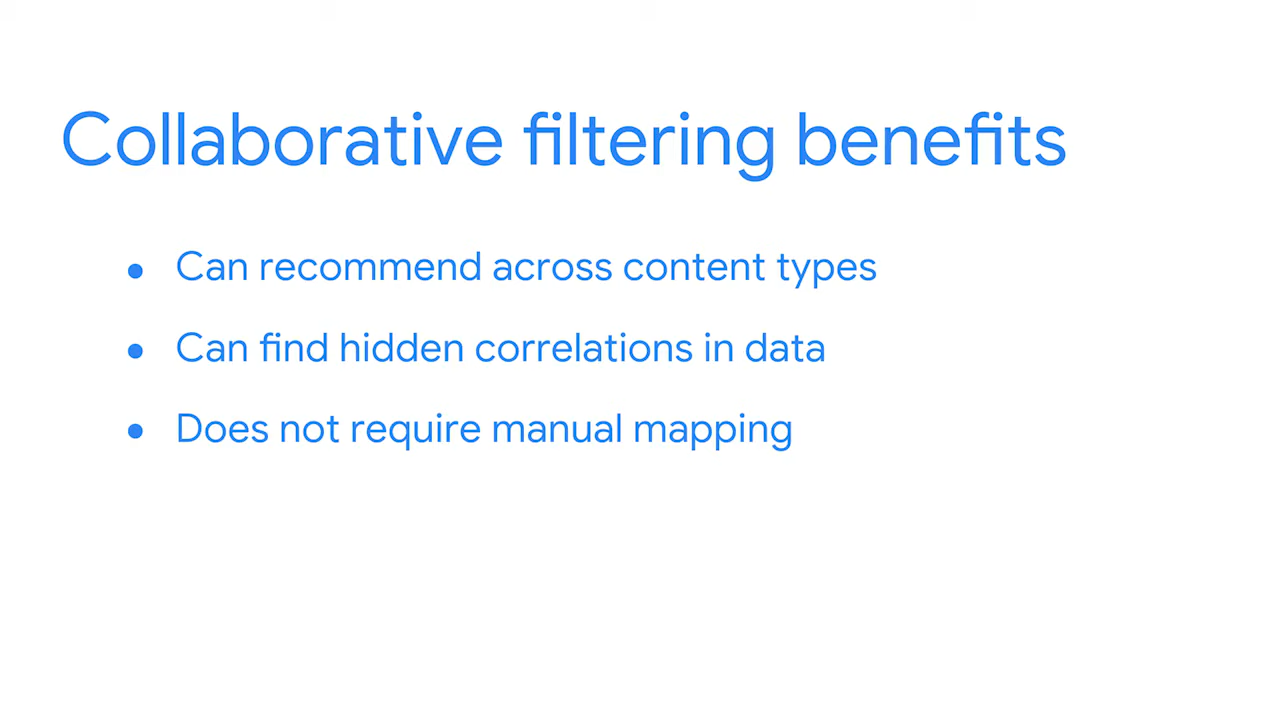 Collaborative filtering benefits
● Can recommend across content types
● Can find hidden correlations in data
● Does not require manual mapping